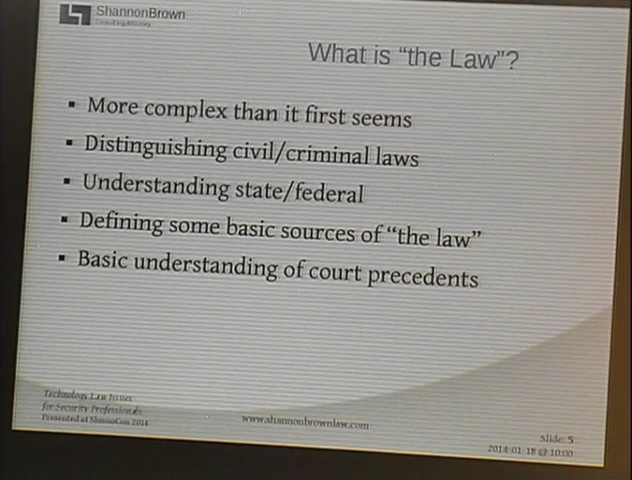 ShannonBrown
Consulting Attorney
What is “the Law”?
▪ More complex than it first seems
▪ Distinguishing civil/criminal laws
▪ Understanding state/federal
▪ Defining some basic sources of “the law”
▪ Basic understanding of court precedents
Technology Law Issues
for Security Professionals
Presented at ShmooCon 2014
www.shannonbrownlaw.com
Slide: 5
2014-01-18 @ 10:00